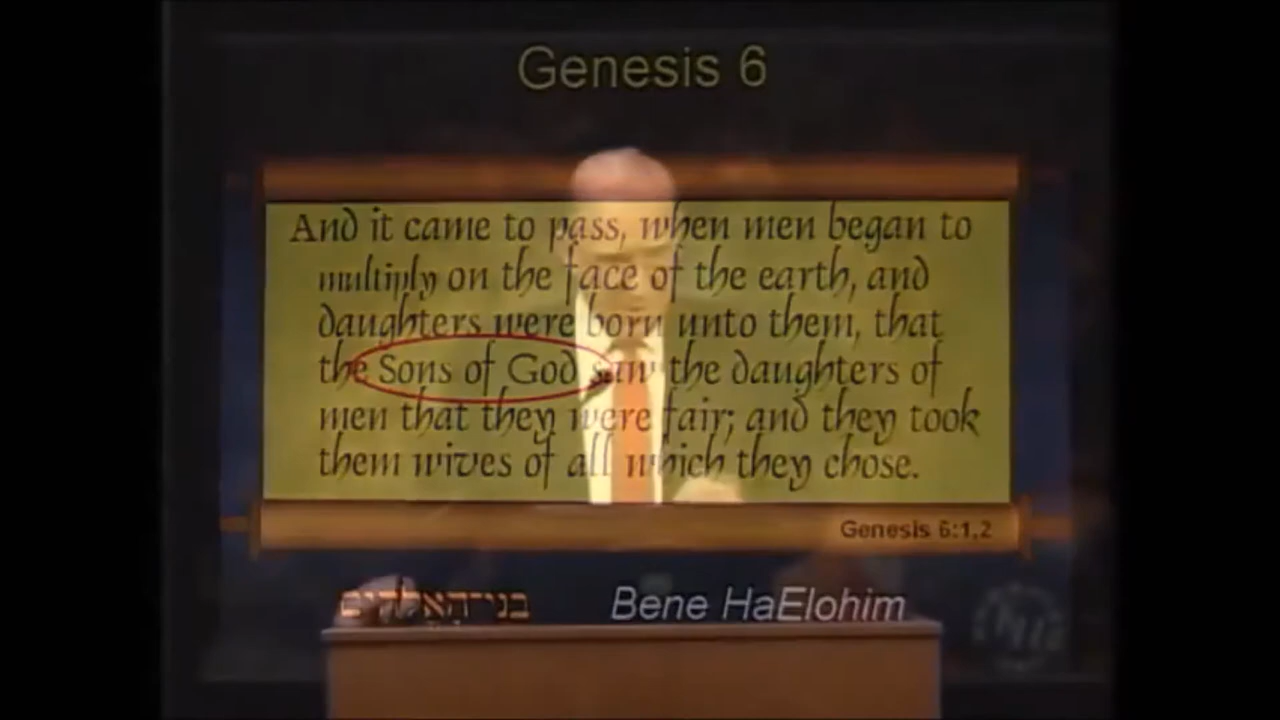 Genesis 6
And it came to pass, when men began to
multiply on the face of the earth, and
daughters were born unto them, that
the Sons of God saw the daughters of
men that they were fair; and they took
them wives of all which they chose.
Genesis 6:1,2
בני־האלהים Bene HaElohim